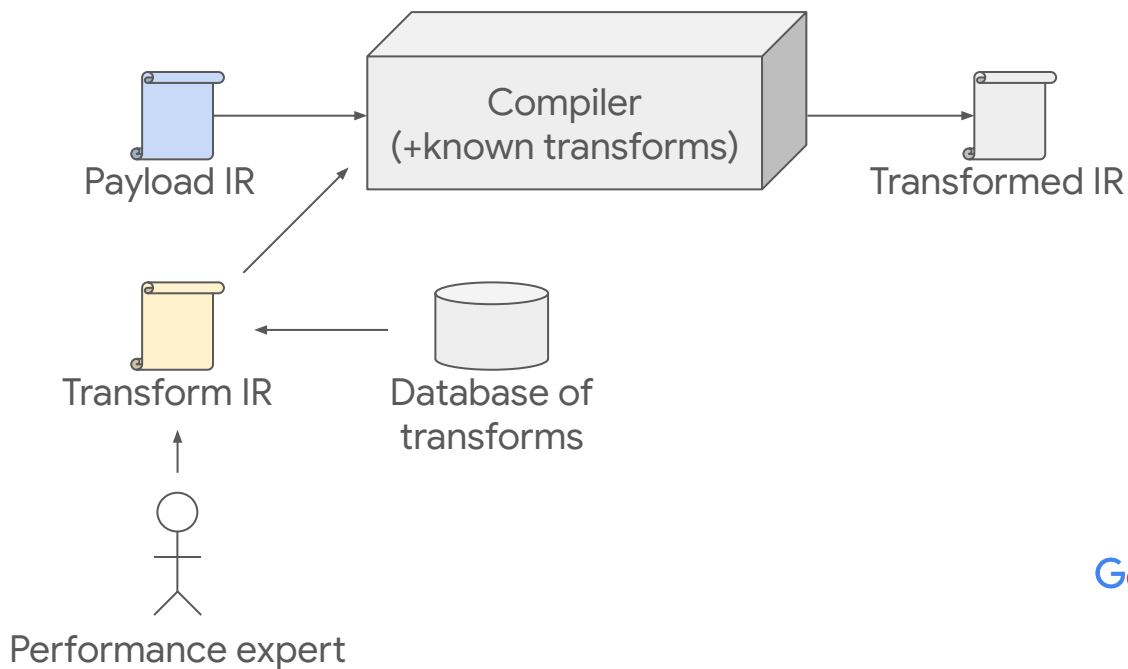 Compiler
(+known transforms)
Payload IR
Transformed IR
Transform IR
Database of
transforms
Performance expert